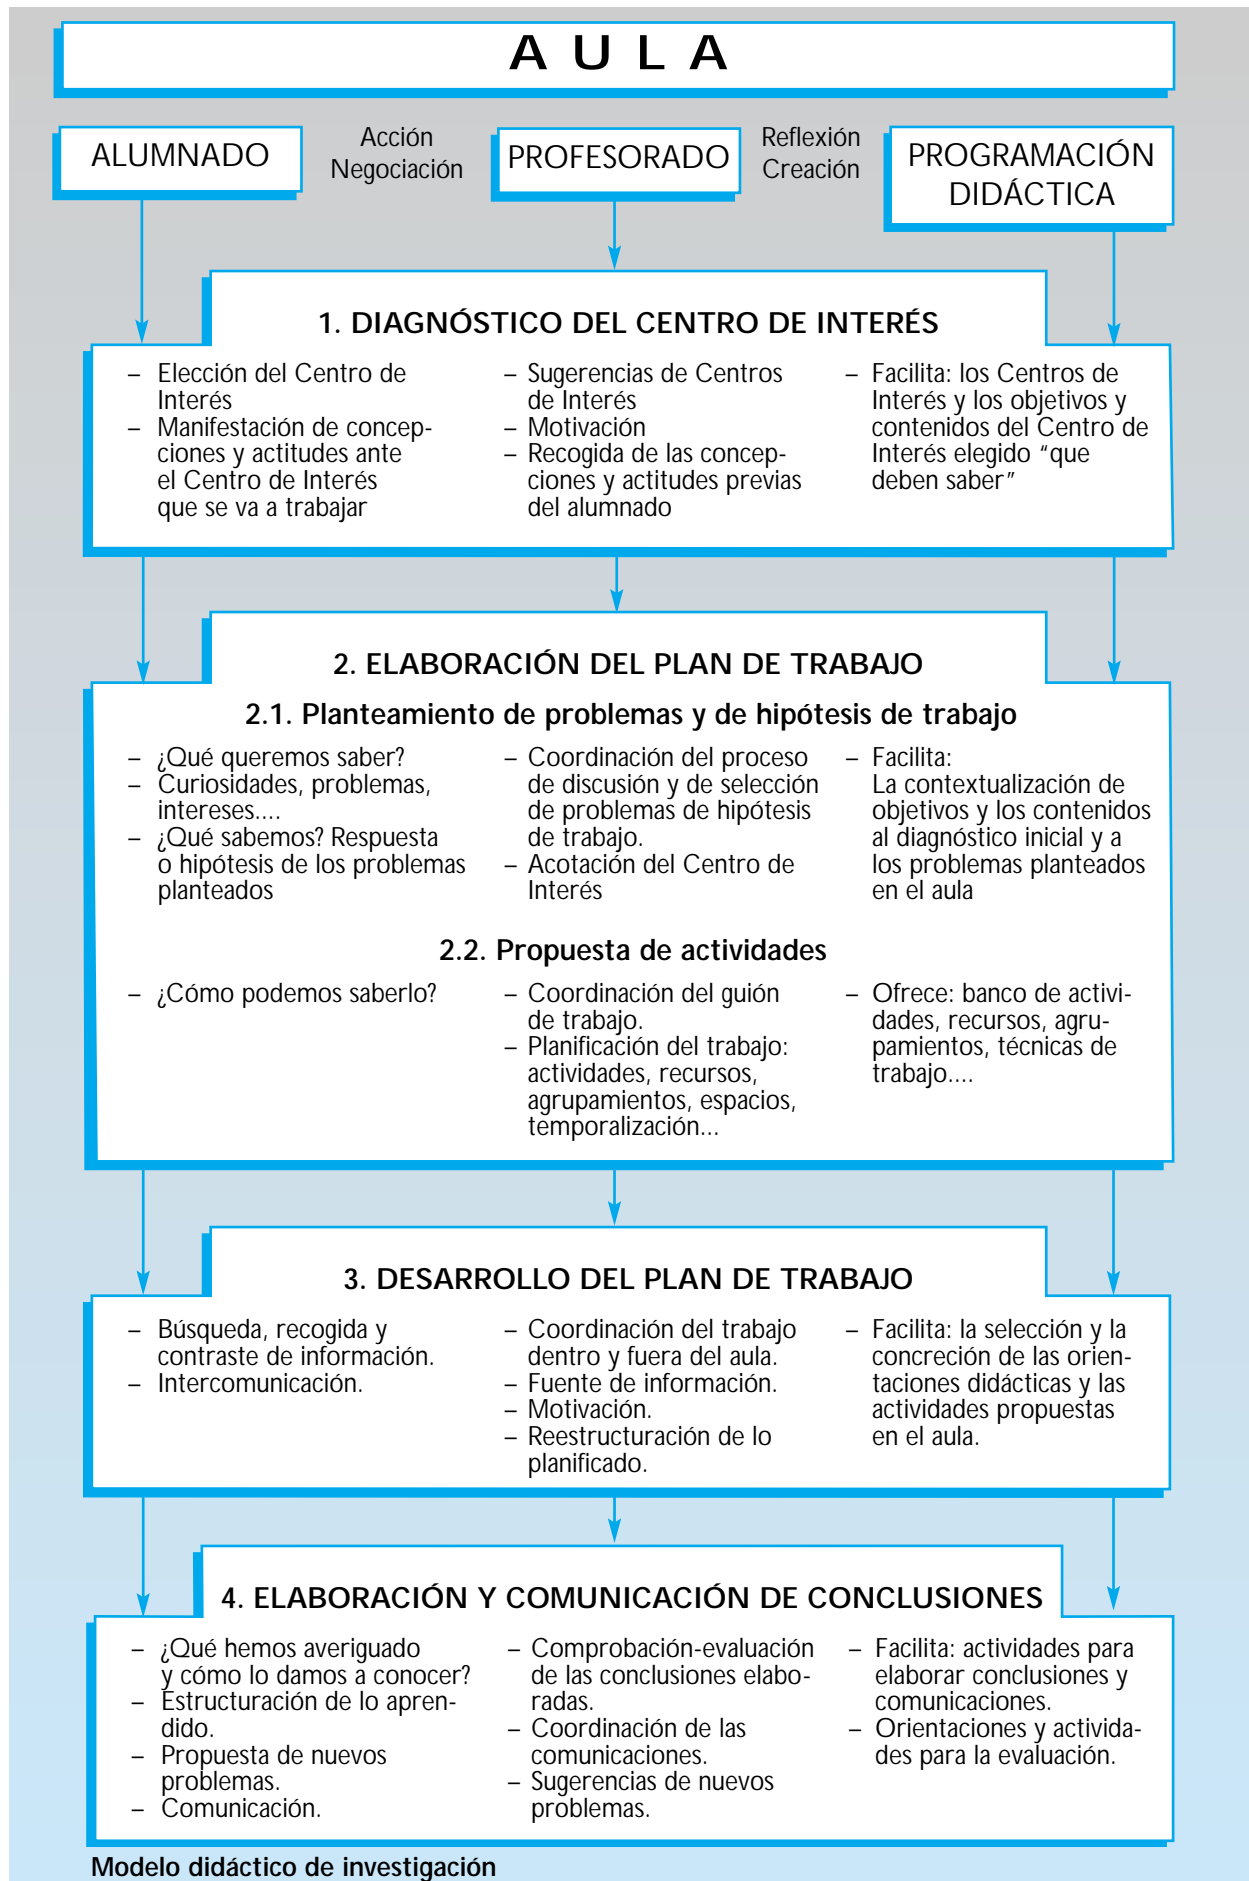 AULA
ALUMNADO
Acción
Negociación
PROFESORADO
Reflexión
Creación
PROGRAMACIÓN
DIDÁCTICA
1. DIAGNÓSTICO DEL CENTRO DE INTERÉS
– Elección del Centro de
Interés
– Manifestación de concep-
ciones y actitudes ante
el Centro de Interés
que se va a trabajar
– Sugerencias de Centros
de Interés
– Motivación
– Recogida de las concep-
ciones y actitudes previas
del alumnado
– Facilita: los Centros de
Interés y los objetivos y
contenidos del Centro de
Interés elegido “que
deben saber”
2. ELABORACIÓN DEL PLAN DE TRABAJO
2.1. Planteamiento de problemas y de hipótesis de trabajo
– ¿Qué queremos saber?
– Curiosidades, problemas,
intereses....
– ¿Qué sabemos? Respuesta
o hipótesis de los problemas
planteados
– Coordinación del proceso
de discusión y de selección
de problemas de hipótesis
de trabajo.
– Acotación del Centro de
Interés
– Facilita:
La contextualización de
objetivos y los contenidos
al diagnóstico inicial y a
los problemas planteados
en el aula
2.2. Propuesta de actividades
– ¿Cómo podemos saberlo?
– Coordinación del guión
de trabajo.
– Planificación del trabajo:
actividades, recursos,
agrupamientos, espacios,
temporalización...
– Ofrece: banco de activi-
dades, recursos, agru-
pamientos, técnicas de
trabajo....
3. DESARROLLO DEL PLAN DE TRABAJO
– Búsqueda, recogida y
contraste de información.
– Intercomunicación.
– Coordinación del trabajo
dentro y fuera del aula.
– Fuente de información.
– Motivación.
– Reestructuración de lo
planificado.
– Facilita: la selección y la
concreción de las orien-
taciones didácticas y las
actividades propuestas
en el aula.
4. ELABORACIÓN Y COMUNICACIÓN DE CONCLUSIONES
– ¿Qué hemos averiguado
y cómo lo damos a conocer?
– Estructuración de lo apren-
dido.
– Propuesta de nuevos
problemas.
– Comunicación.
– Comprobación-evaluación
de las conclusiones elabo-
radas.
– Coordinación de las
comunicaciones.
– Sugerencias de nuevos
problemas.
– Facilita: actividades para
elaborar conclusiones y
comunicaciones.
– Orientaciones y activida-
des para la evaluación.
Modelo didáctico de investigación